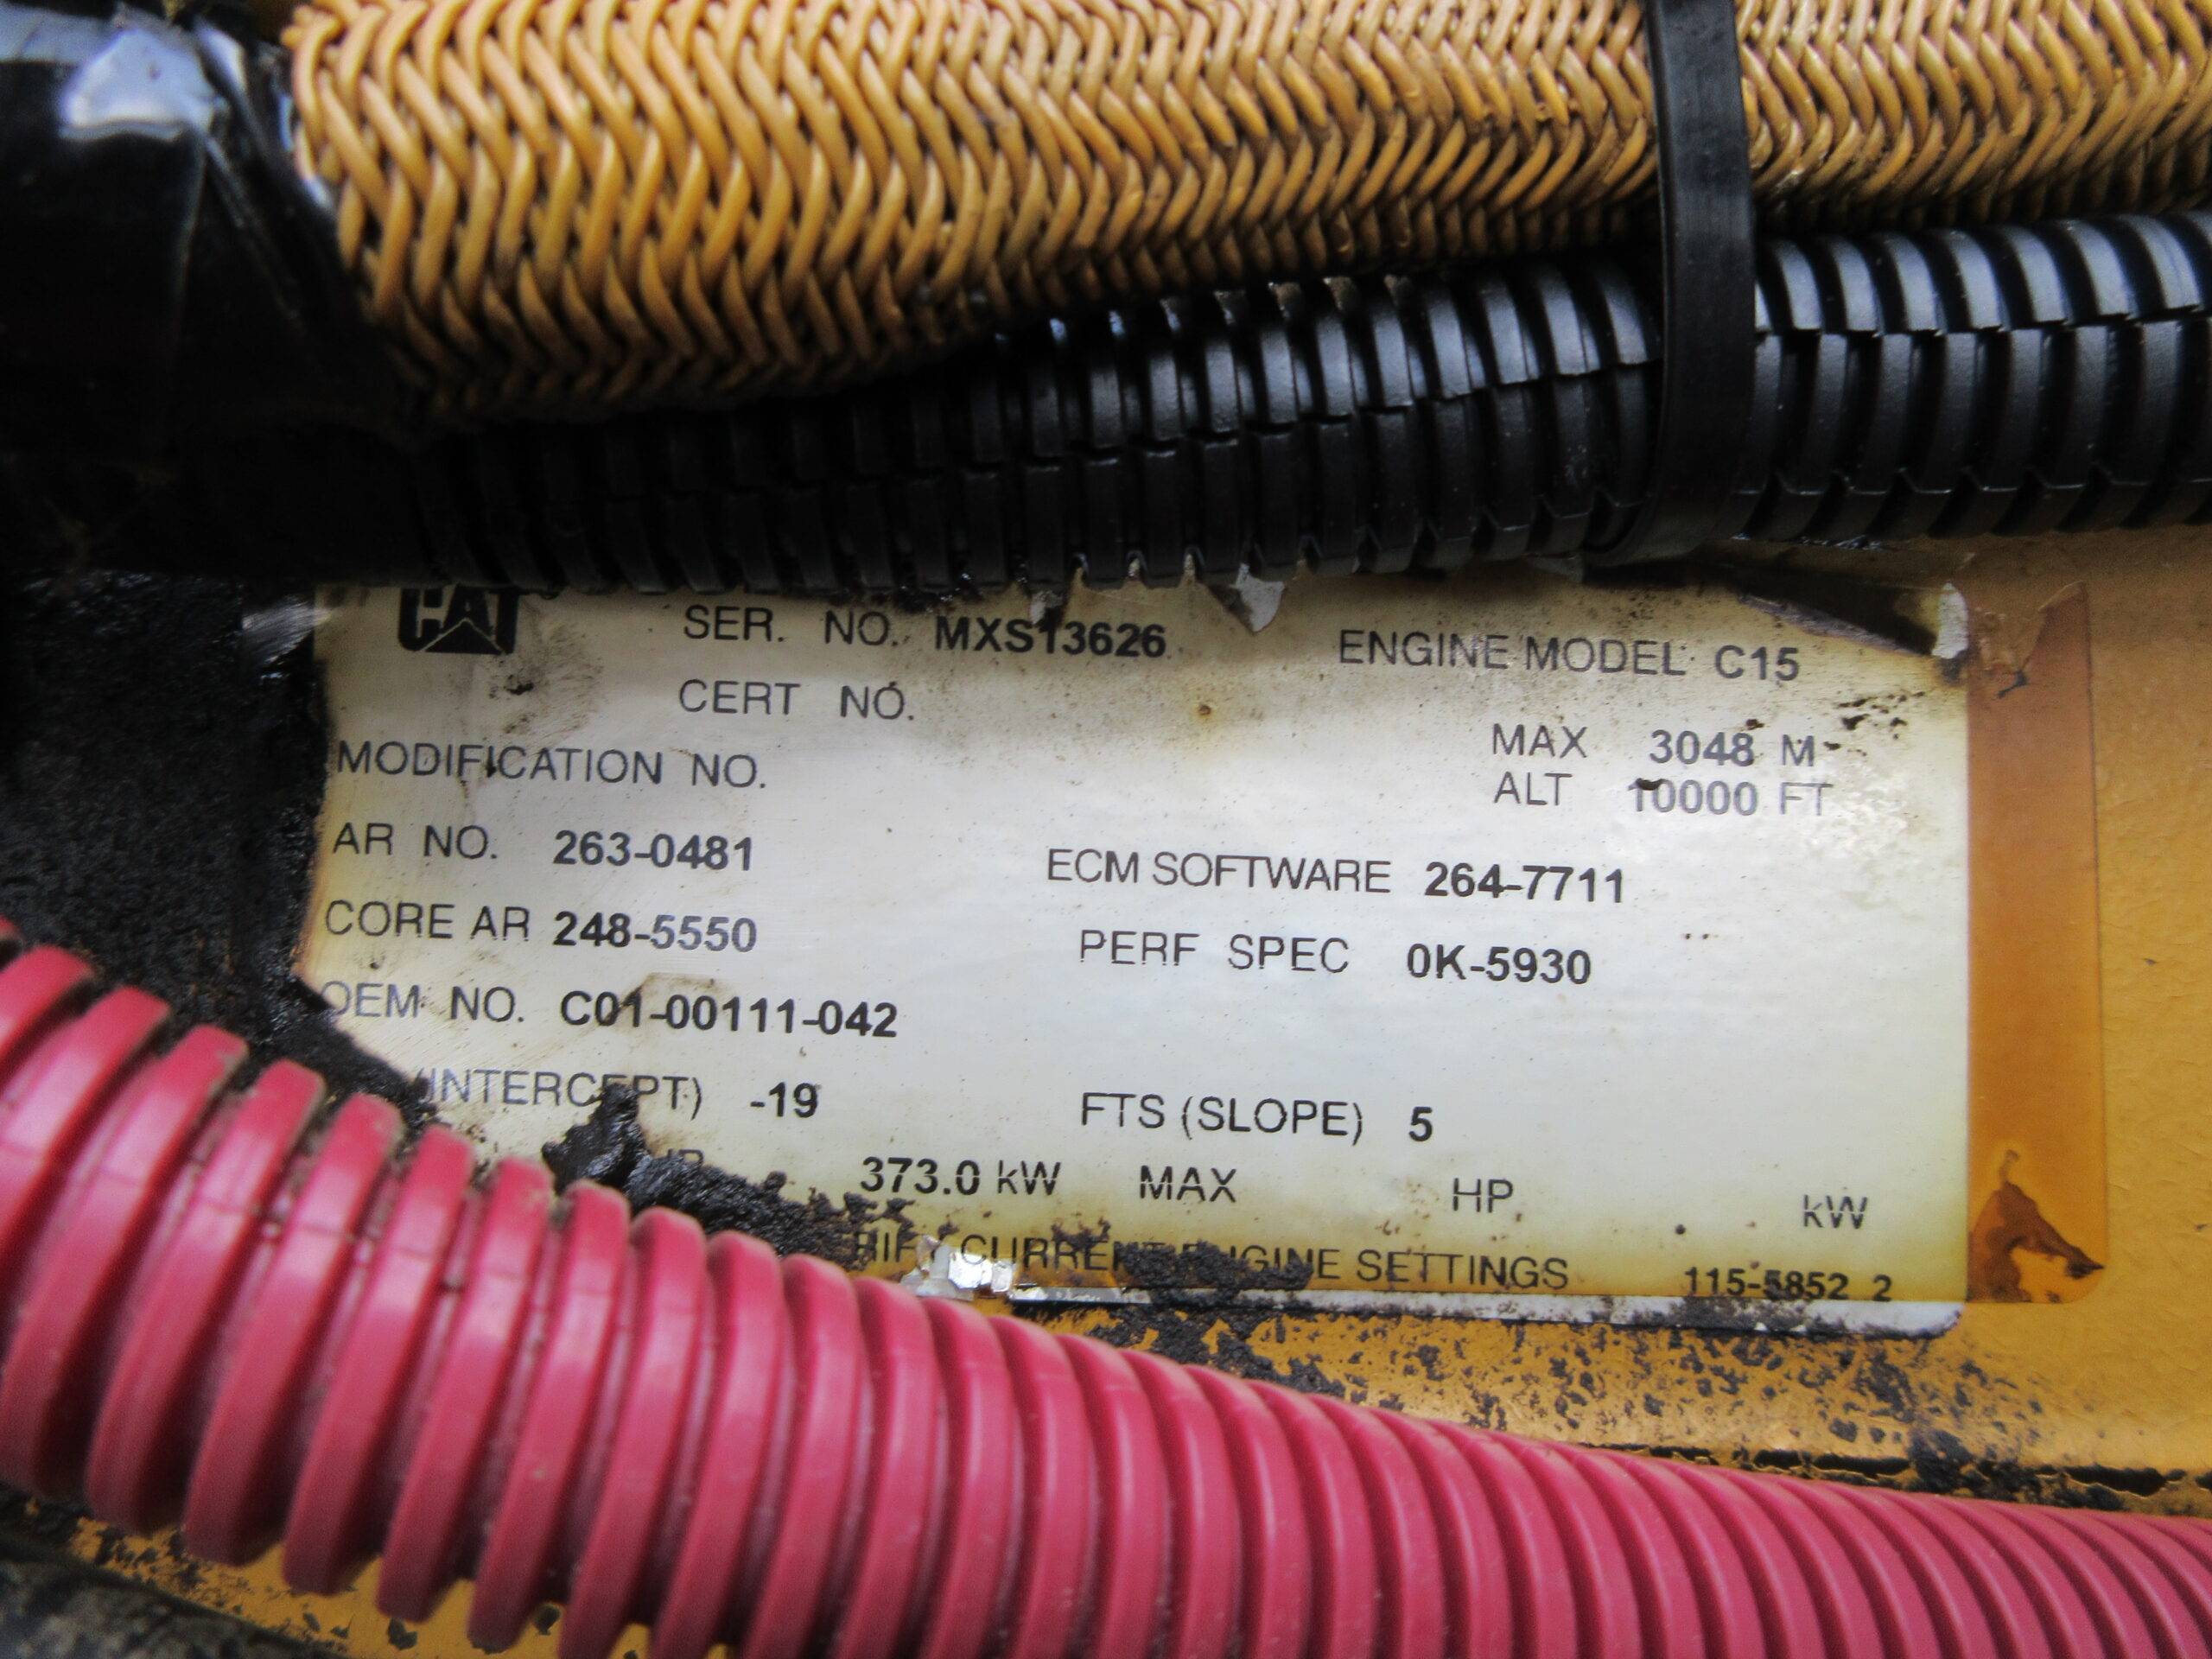 CAT SER. NO. MXS13626 ENGINE MODEL C15
CERT NO.
MAX 3048 M
MODIFICATION NO.
ALT 10000 FT
AR NO. 263-0481 ECM SOFTWARE 264-7711
CORE AR 248-5550 PERF SPEC 0K-5930
OEM NO. C01-00111-042
(INTERCEPT) -19 FTS (SLOPE) 5
373.0 kW MAX HP kW
CURRENT ENGINE SETTINGS 115-5852 2